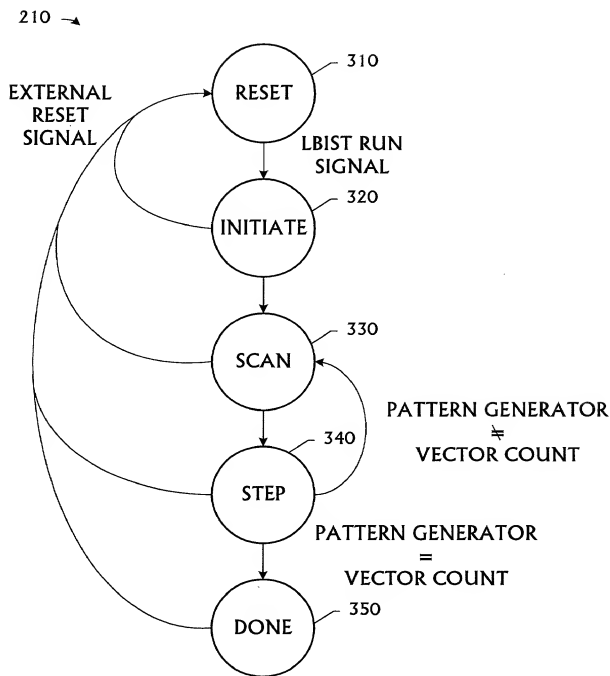 210
310
RESET
EXTERNAL
RESET
SIGNAL
LBIST RUN
SIGNAL
320
INITIATE
330
SCAN
PATTERN GENERATOR
≠
VECTOR COUNT
340
STEP
PATTERN GENERATOR
=
VECTOR COUNT
350
DONE